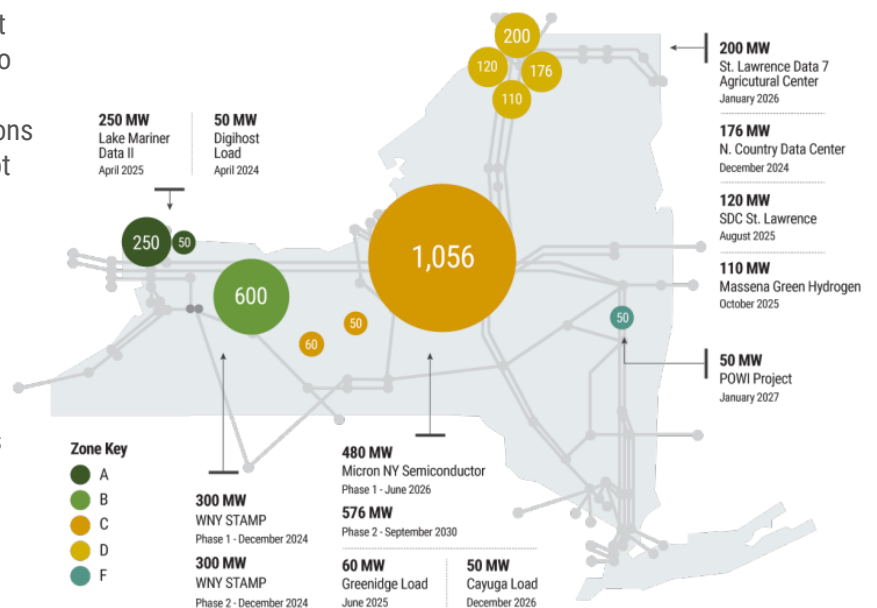 t
o
ons
ot
s
250 MW
Lake Mariner
Data II
April 2025
50 MW
Digihost
Load
April 2024
200
120
176
110
250
50
600
1,056
50
60
50
200 MW
St. Lawrence Data 7
Agricutural Center
January 2026
176 MW
N. Country Data Center
December 2024
120 MW
SDC St. Lawrence
August 2025
110 MW
Massena Green Hydrogen
October 2025
50 MW
POWI Project
January 2027
Zone Key
A
B
C
D
F
300 MW
WNY STAMP
Phase 1 - December 2024
300 MW
WNY STAMP
Phase 2 - December 2024
480 MW
Micron NY Semiconductor
Phase 1 - June 2026
576 MW
Phase 2 - September 2030
60 MW
Greenidge Load
June 2025
50 MW
Cayuga Load
December 2026